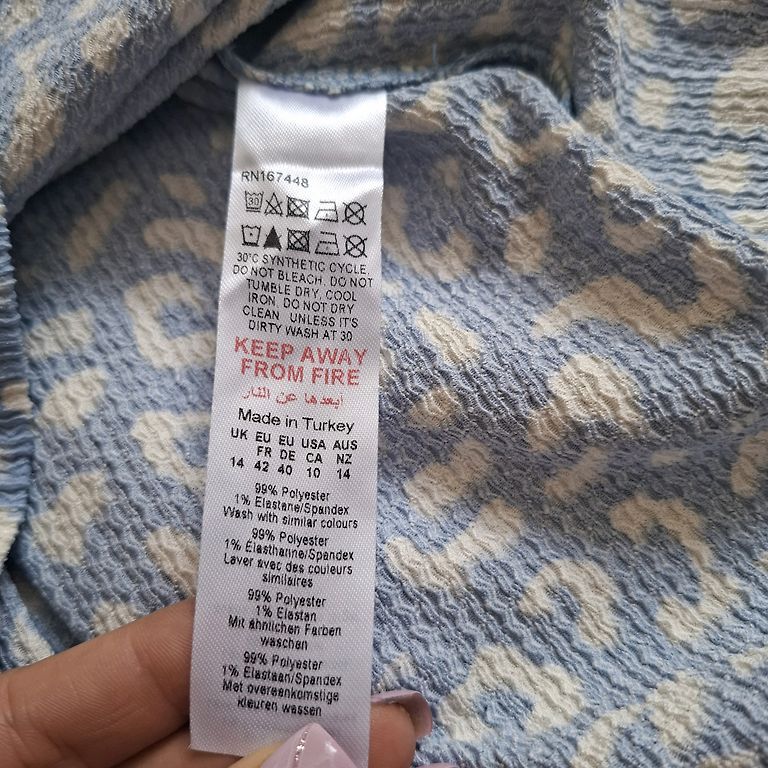 RN167448
30
30°C SYNTHETIC CYCLE,
DO NOT BLEACH, DO NOT
TUMBLE DRY, COOL
IRON, DO NOT DRY
CLEAN UNLESS IT'S
DIRTY WASH AT 30
KEEP AWAY
FROM FIRE
أبعدها عن النار
Made in Turkey
UK EU EU USA AUS
FR DE CA NZ
14 42 40 10 14
99% Polyester
1% Elastane/Spandex
Wash with similar colours
99% Polyester
1% Elasthanne/Spandex
Laver avec des couleurs
similaires
99% Polyester
1% Elastan
Mit ähnlichen Farben
waschen
99% Polyester
1% Elastaan/Spandex
Met overeenkomstige
kleuren wassen